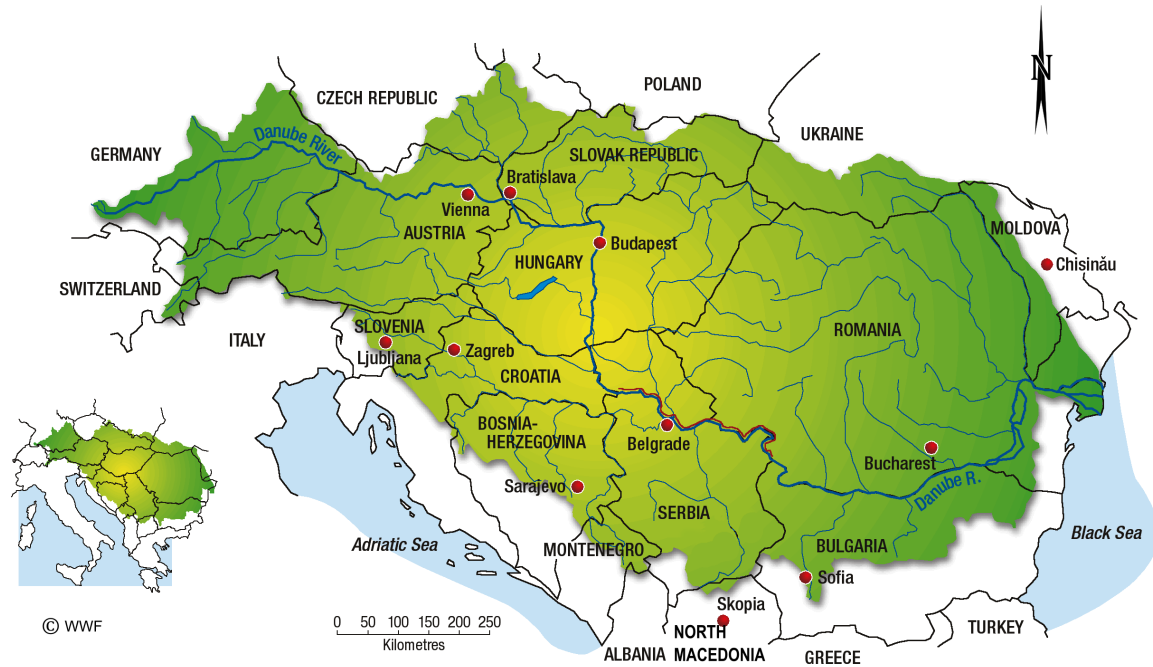 N
POLAND
CZECH REPUBLIC
UKRAINE
Danube River
GERMANY
SLOVAK REPUBLIC
Bratislava
Vienna
MOLDOVA
AUSTRIA
Budapest
HUNGARY
Chisinău
SWITZERLAND
SLOVENIA
ROMANIA
ITALY
Ljubljana
Zagreb
CROATIA
BOSNIA-
HERZEGOVINA
Belgrade
Bucharest
Sarajevo
Danube R.
SERBIA
Black Sea
Adriatic Sea
MONTENEGRO
BULGARIA
Sofia
Skopia
© WWF
0 50 100 150 200 250
Kilometres
TURKEY
NORTH
MACEDONIA
ALBANIA
GREECE